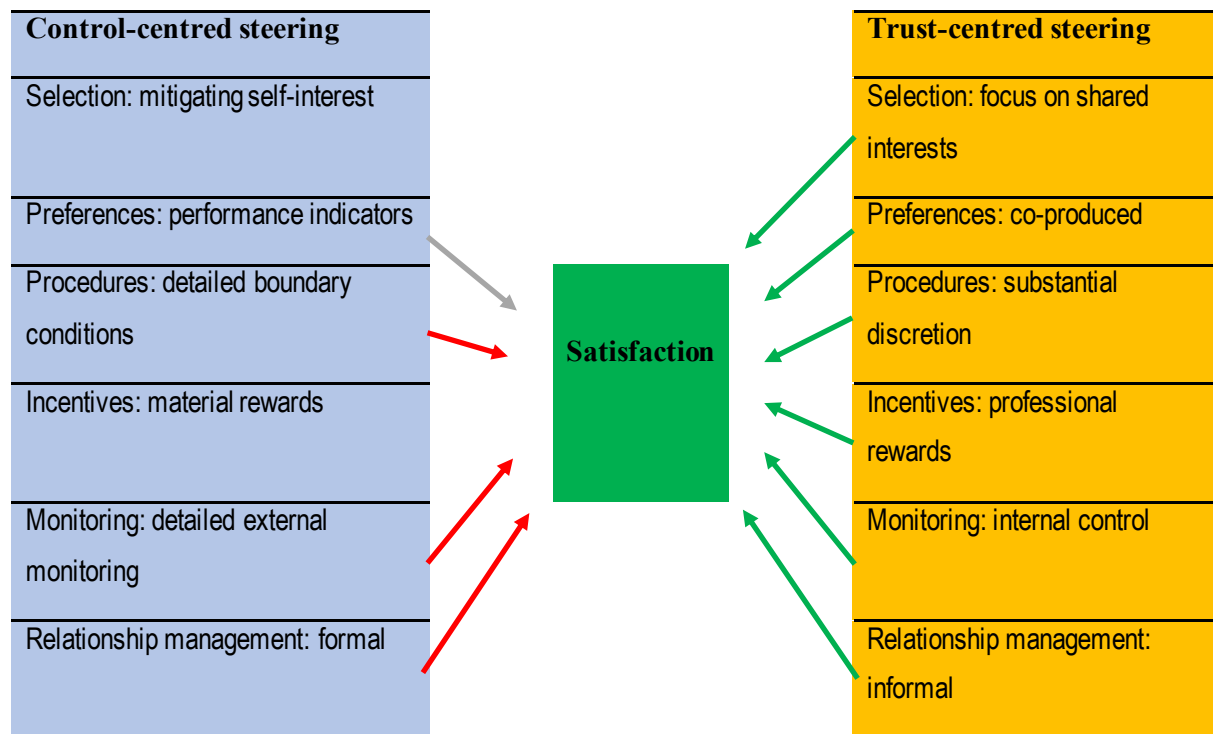 Control-centred steering
Selection: mitigating self-interest
Preferences: performance indicators
Procedures: detailed boundary
conditions
Incentives: material rewards
Monitoring: detailed external
monitoring
Relationship management: formal
Satisfaction
Trust-centred steering
Selection: focus on shared
interests
Preferences: co-produced
Procedures: substantial
discretion
Incentives: professional
rewards
Monitoring: internal control
Relationship management:
informal